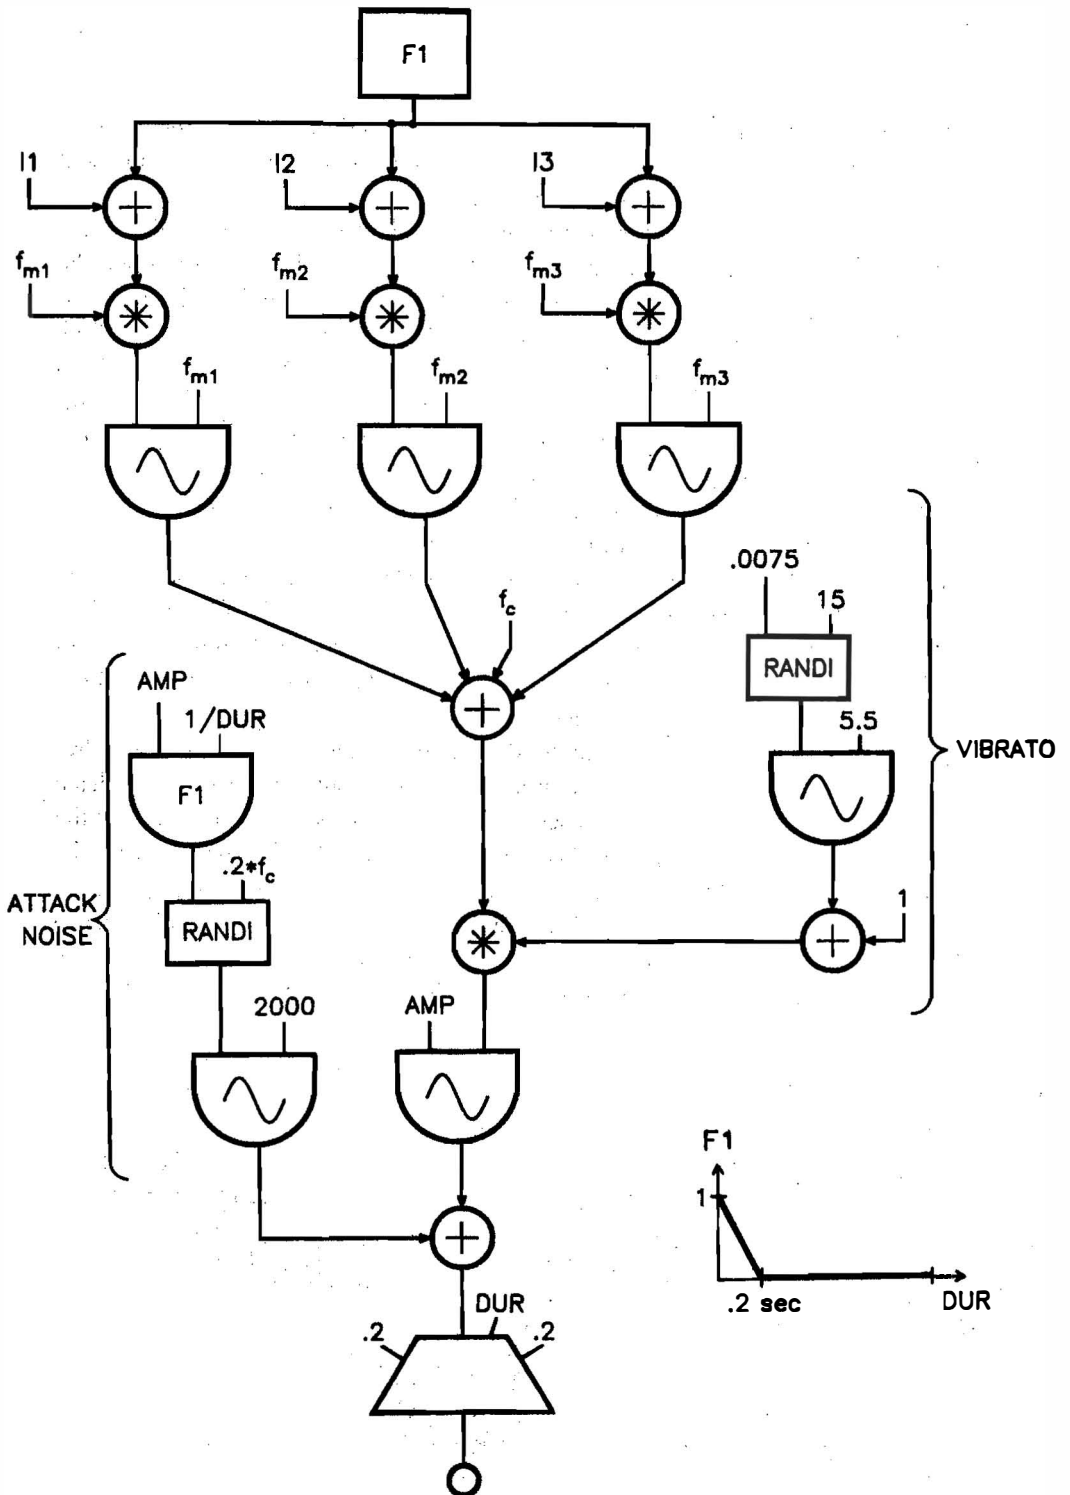 F1
I1
I2
I3
+
+
+
fm1
fm2
fm3
*
*
*
fm1
fm2
fm3
.0075
15
fc
RANDI
AMP
+
1/DUR
5.5
VIBRATO
F1
.2*fc
1
ATTACK
NOISE
RANDI
*
+
2000
AMP
F1
1
+
.2 sec
DUR
DUR
.2
.2